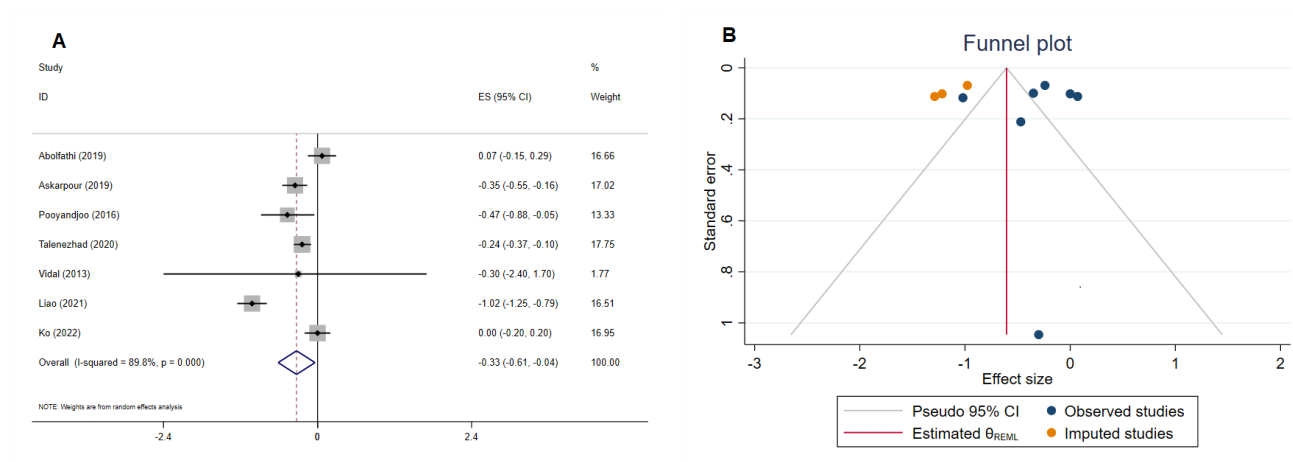 A
Study
%
ID
ES (95% CI)
Weight
Abolfathi (2019)
0.07 (-0.15, 0.29)
16.66
Askarpour (2019)
-0.35 (-0.55, -0.16)
17.02
Pooyandjoo (2016)
-0.47 (-0.88, -0.05)
13.33
Talenezhad (2020)
-0.24 (-0.37, -0.10)
17.75
Vidal (2013)
-0.30 (-2.40, 1.70)
1.77
Liao (2021)
-1.02 (-1.25, -0.79)
16.51
Ko (2022)
0.00 (-0.20, 0.20)
16.95
Overall (I-squared = 89.8%, p = 0.000)
-0.33 (-0.61, -0.04)
100.00
NOTE: Weights are from random effects analysis
-2.4
0
2.4
B
Funnel plot
Standard error
0
.2
.4
.6
.8
1
-3
-2
-1
0
1
2
Effect size
Pseudo 95% CI
Observed studies
Estimated θREML
Imputed studies